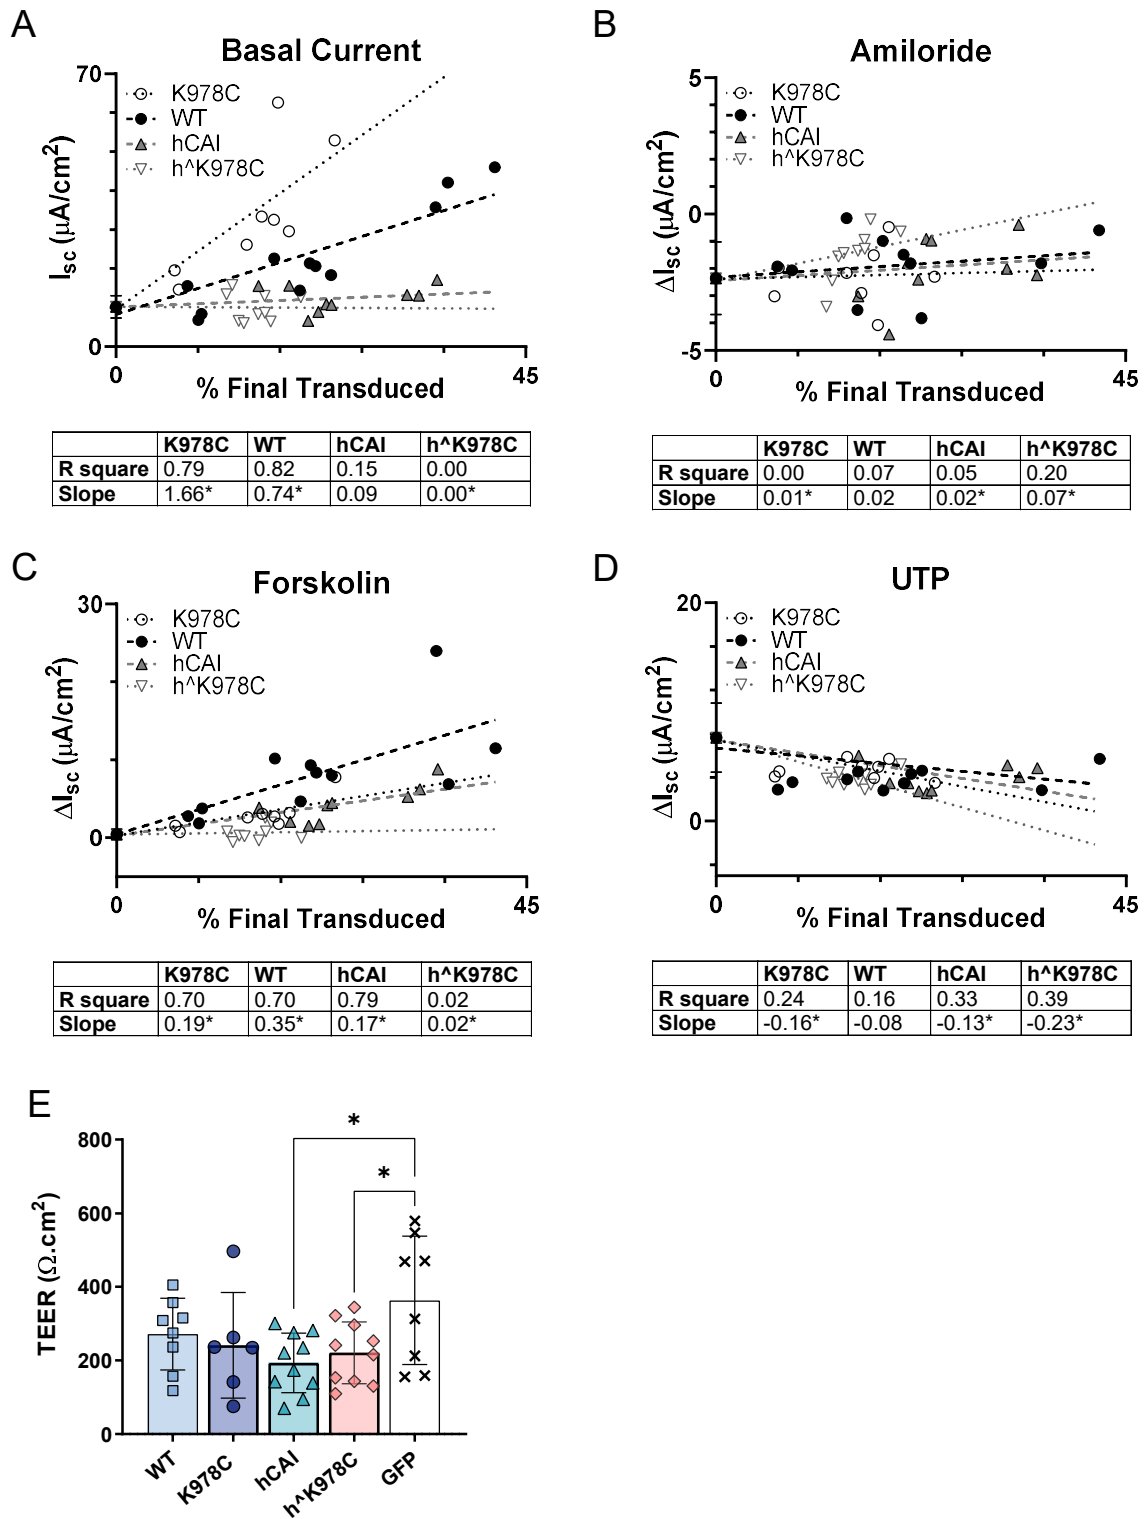 A
Basal Current
70
0
I_sc (μA/cm²)
K978C
WT
hCAI
h^K978C
0
45
% Final Transduced
K978C WT hCAI h^K978C
R square 0.79 0.82 0.15 0.00
Slope 1.66* 0.74* 0.09 0.00*
B
Amiloride
5
0
-5
ΔI_sc (μA/cm²)
K978C
WT
hCAI
h^K978C
0
45
% Final Transduced
K978C WT hCAI h^K978C
R square 0.00 0.07 0.05 0.20
Slope 0.01* 0.02 0.02* 0.07*
C
Forskolin
30
0
ΔI_sc (μA/cm²)
K978C
WT
hCAI
h^K978C
0
45
% Final Transduced
K978C WT hCAI h^K978C
R square 0.70 0.70 0.79 0.02
Slope 0.19* 0.35* 0.17* 0.02*
D
UTP
20
0
ΔI_sc (μA/cm²)
K978C
WT
hCAI
h^K978C
0
45
% Final Transduced
K978C WT hCAI h^K978C
R square 0.24 0.16 0.33 0.39
Slope -0.16* -0.08 -0.13* -0.23*
E
800
600
400
200
0
TEER (Ω.cm²)
*
*
WT
K978C
hCAI
h^K978C
GFP